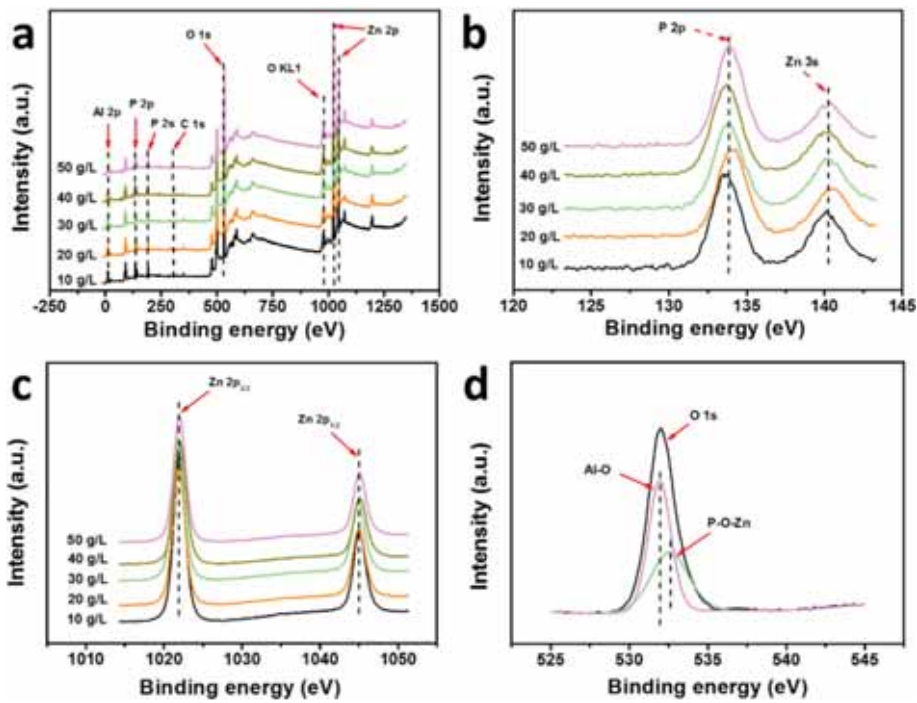 a
O 1s
Zn 2p
O KL1
Al 2p
P 2p
P 2s
C 1s
50 g/L
40 g/L
30 g/L
20 g/L
10 g/L
Intensity (a.u.)
-250 0 250 500 750 1000 1250 1500
Binding energy (eV)
b
P 2p
Zn 3s
50 g/L
40 g/L
30 g/L
20 g/L
10 g/L
Intensity (a.u.)
120 125 130 135 140 145
Binding energy (eV)
c
Zn 2p
Zn 2p
50 g/L
40 g/L
30 g/L
20 g/L
10 g/L
Intensity (a.u.)
1010 1020 1030 1040 1050
Binding energy (eV)
d
O 1s
Al-O
P-O-Zn
Intensity (a.u.)
525 530 535 540 545
Binding energy (eV)